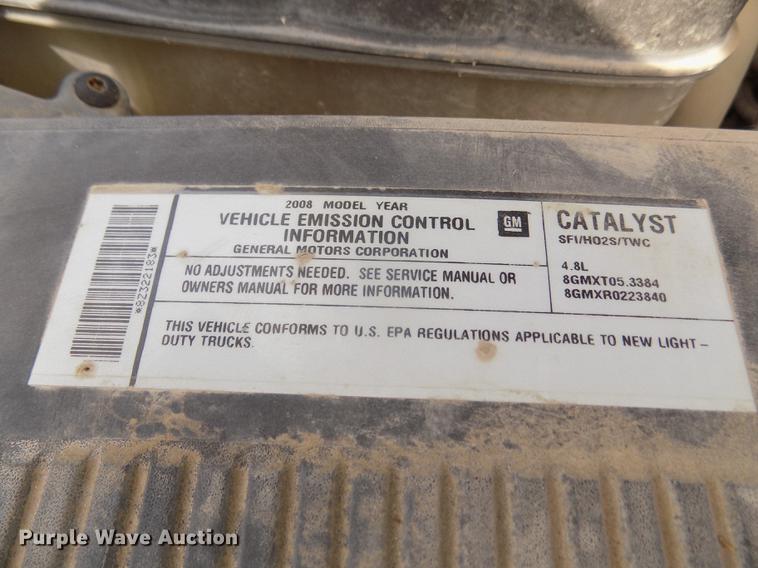 2008 MODEL YEAR
VEHICLE EMISSION CONTROL
INFORMATION
GENERAL MOTORS CORPORATION
GM
CATALYST
SFI/HO2S/TWC
4.8L
8GMXT05.3384
8GMXR0223840
NO ADJUSTMENTS NEEDED. SEE SERVICE MANUAL OR
OWNERS MANUAL FOR MORE INFORMATION.
THIS VEHICLE CONFORMS TO U.S. EPA REGULATIONS APPLICABLE TO NEW LIGHT-
DUTY TRUCKS.
*82322183*
Purple Wave Auction